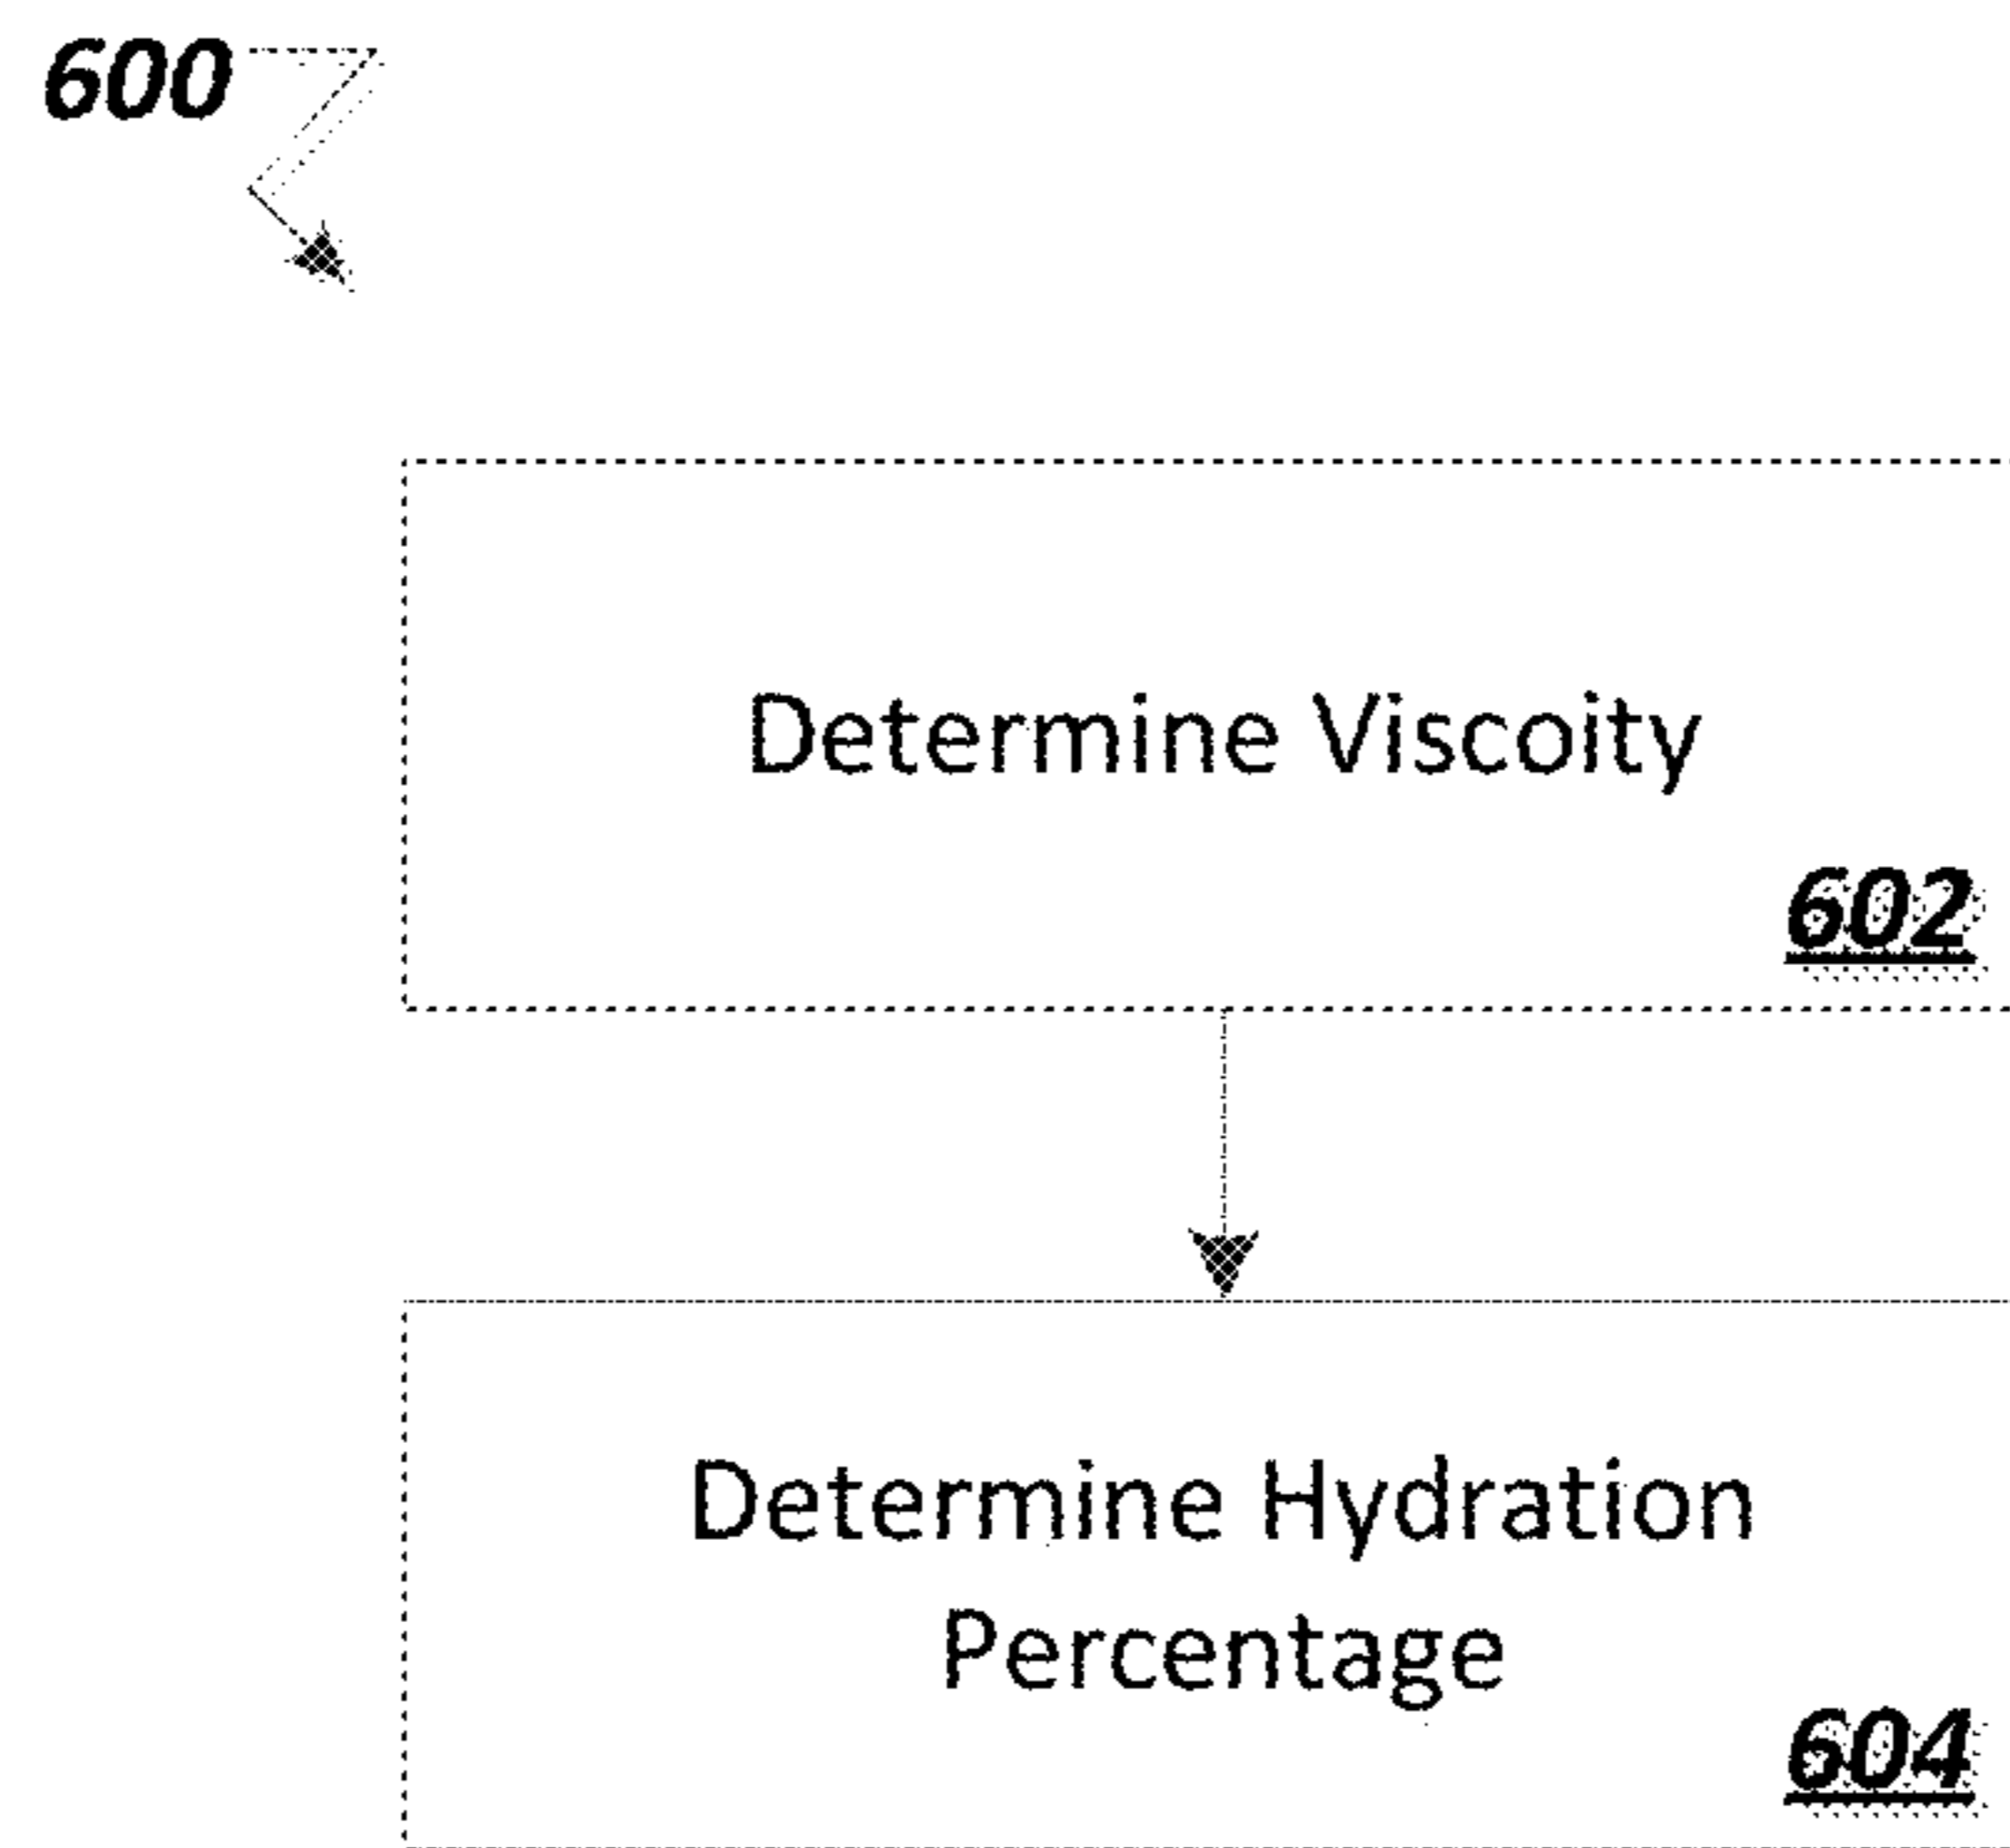 600
Determine Viscoity
602
Determine Hydration
Percentage
604